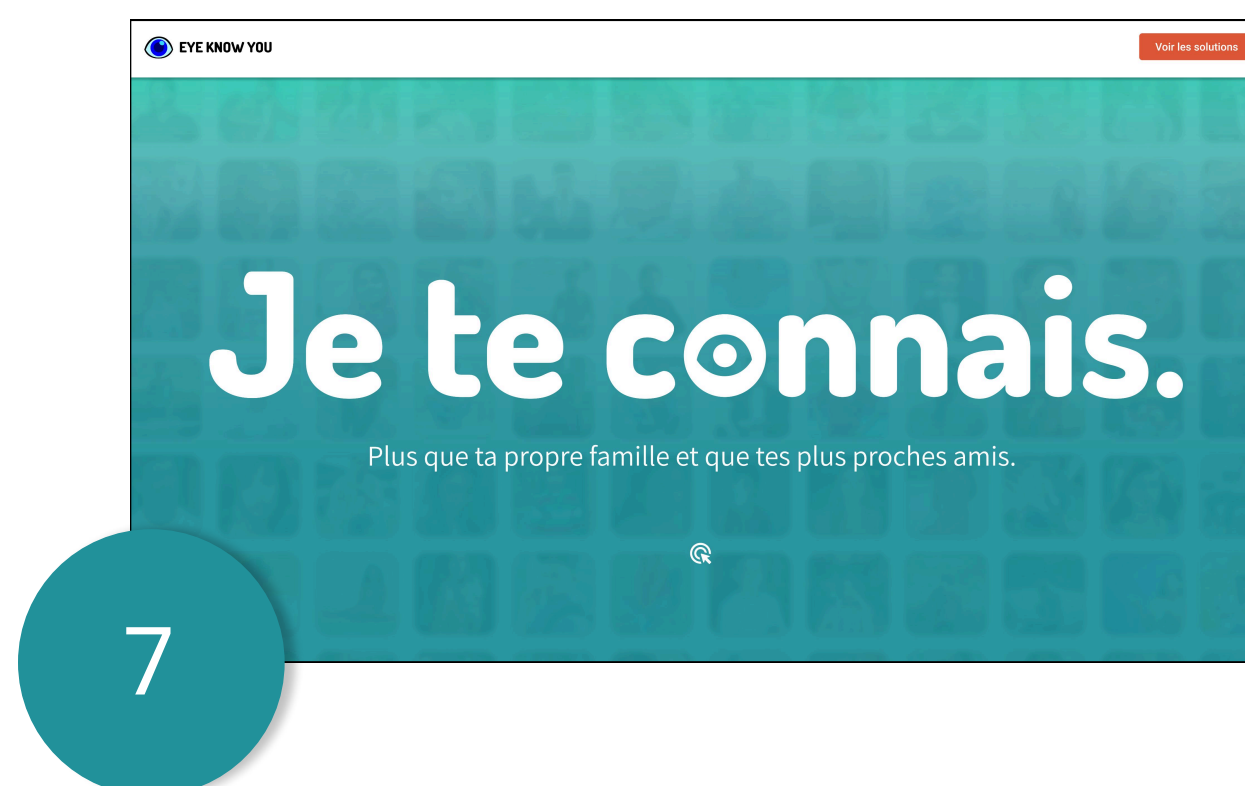 EYE KNOW YOU
Voir les solutions
Je te connais.
Plus que ta propre famille et que tes plus proches amis.
7